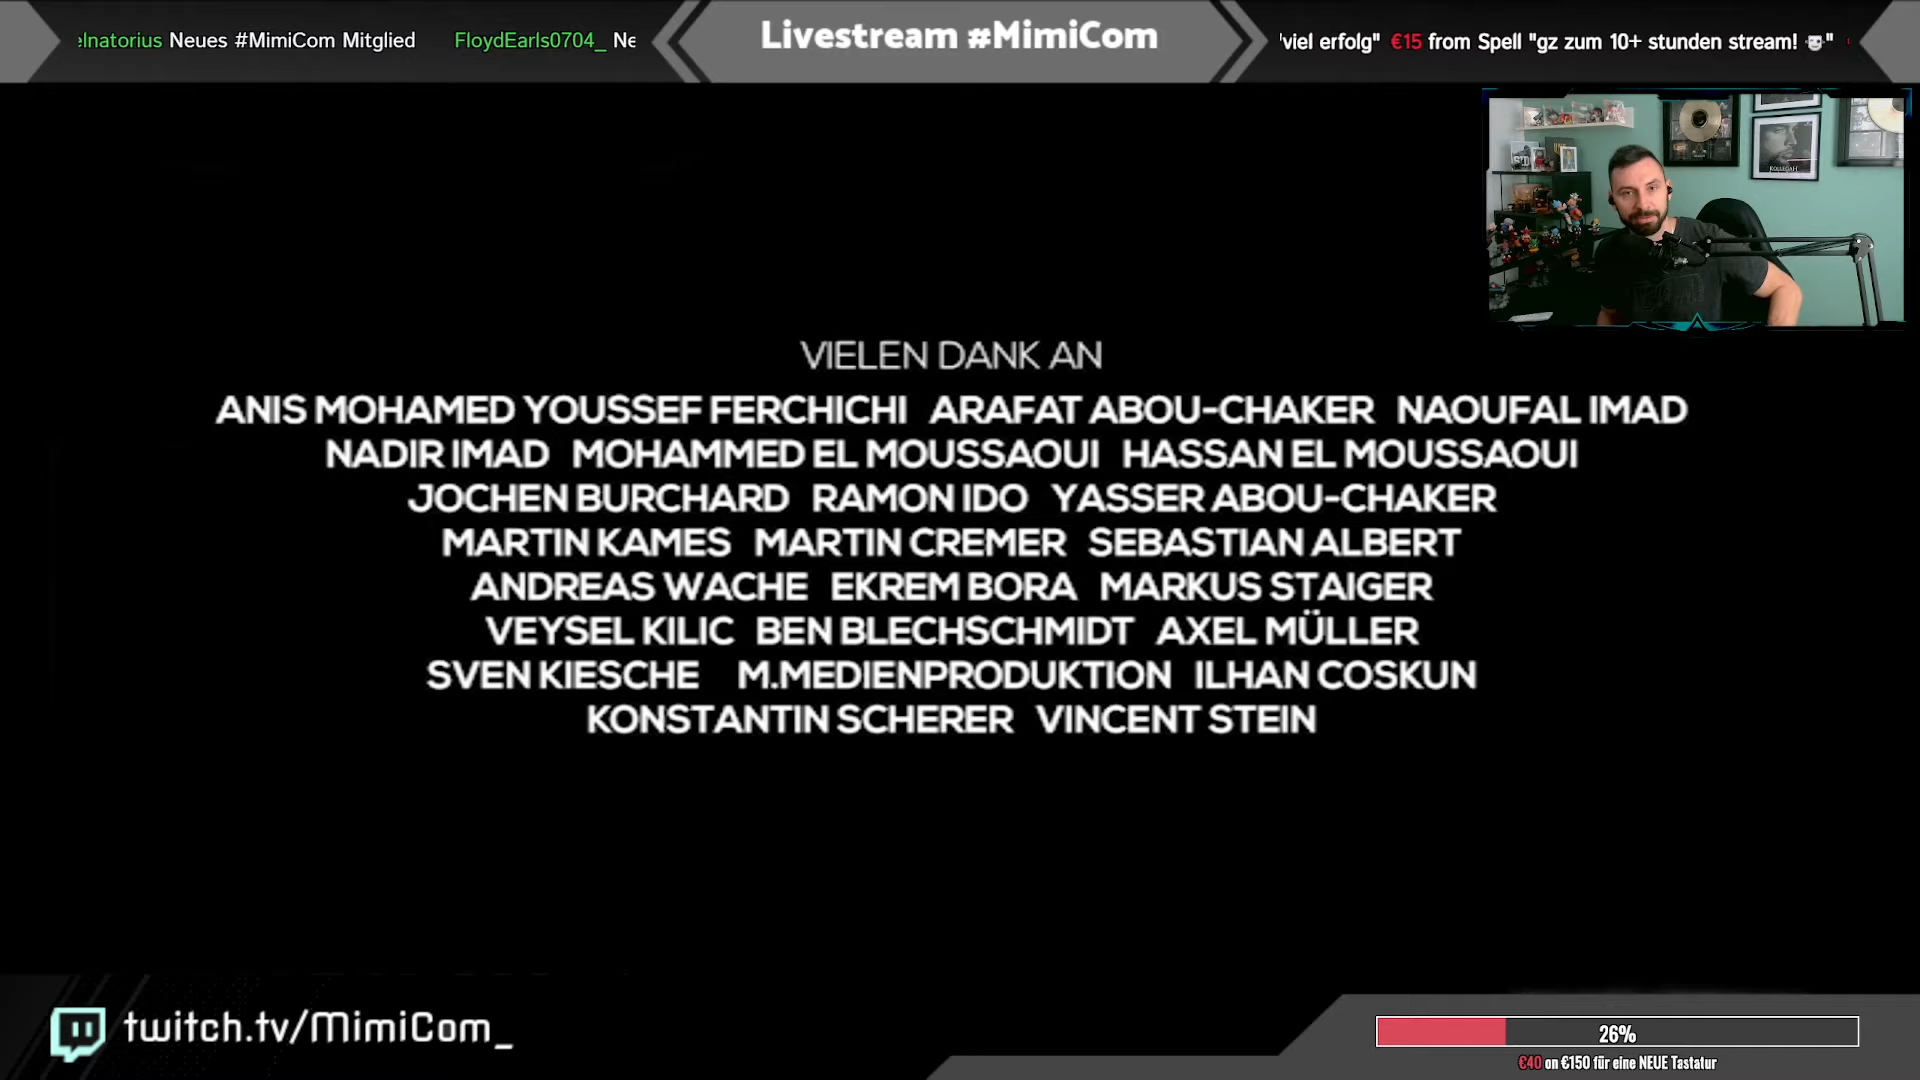 elnatorius Neues #MimiCom Mitglied FloydEarls0704_ Ne
Livestream #MimiCom
"viel erfolg" €15 from Spell "gz zum 10+ stunden stream! "
KOLLEGAH
VIELEN DANK AN
ANIS MOHAMED YOUSSEF FERCHICHI ARAFAT ABOU-CHAKER NAOUFAL IMAD
NADIR IMAD MOHAMMED EL MOUSSAOUI HASSAN EL MOUSSAOUI
JOCHEN BURCHARD RAMON IDO YASSER ABOU-CHAKER
MARTIN KAMES MARTIN CREMER SEBASTIAN ALBERT
ANDREAS WACHE EKREM BORA MARKUS STAIGER
VEYSEL KILIC BEN BLECHSCHMIDT AXEL MÜLLER
SVEN KIESCHE M.MEDIENPRODUKTION ILHAN COSKUN
KONSTANTIN SCHERER VINCENT STEIN
twitch.tv/MimiCom_
26%
€40 on €150 für eine NEUE Tastatur